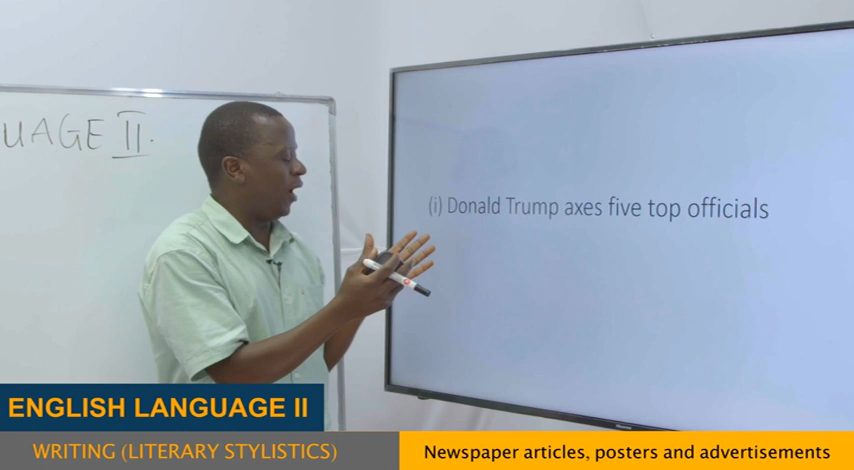 UAGE II.
(i) Donald Trump axes five top officials
ENGLISH LANGUAGE II
WRITING (LITERARY STYLISTICS)
Newspaper articles, posters and advertisements